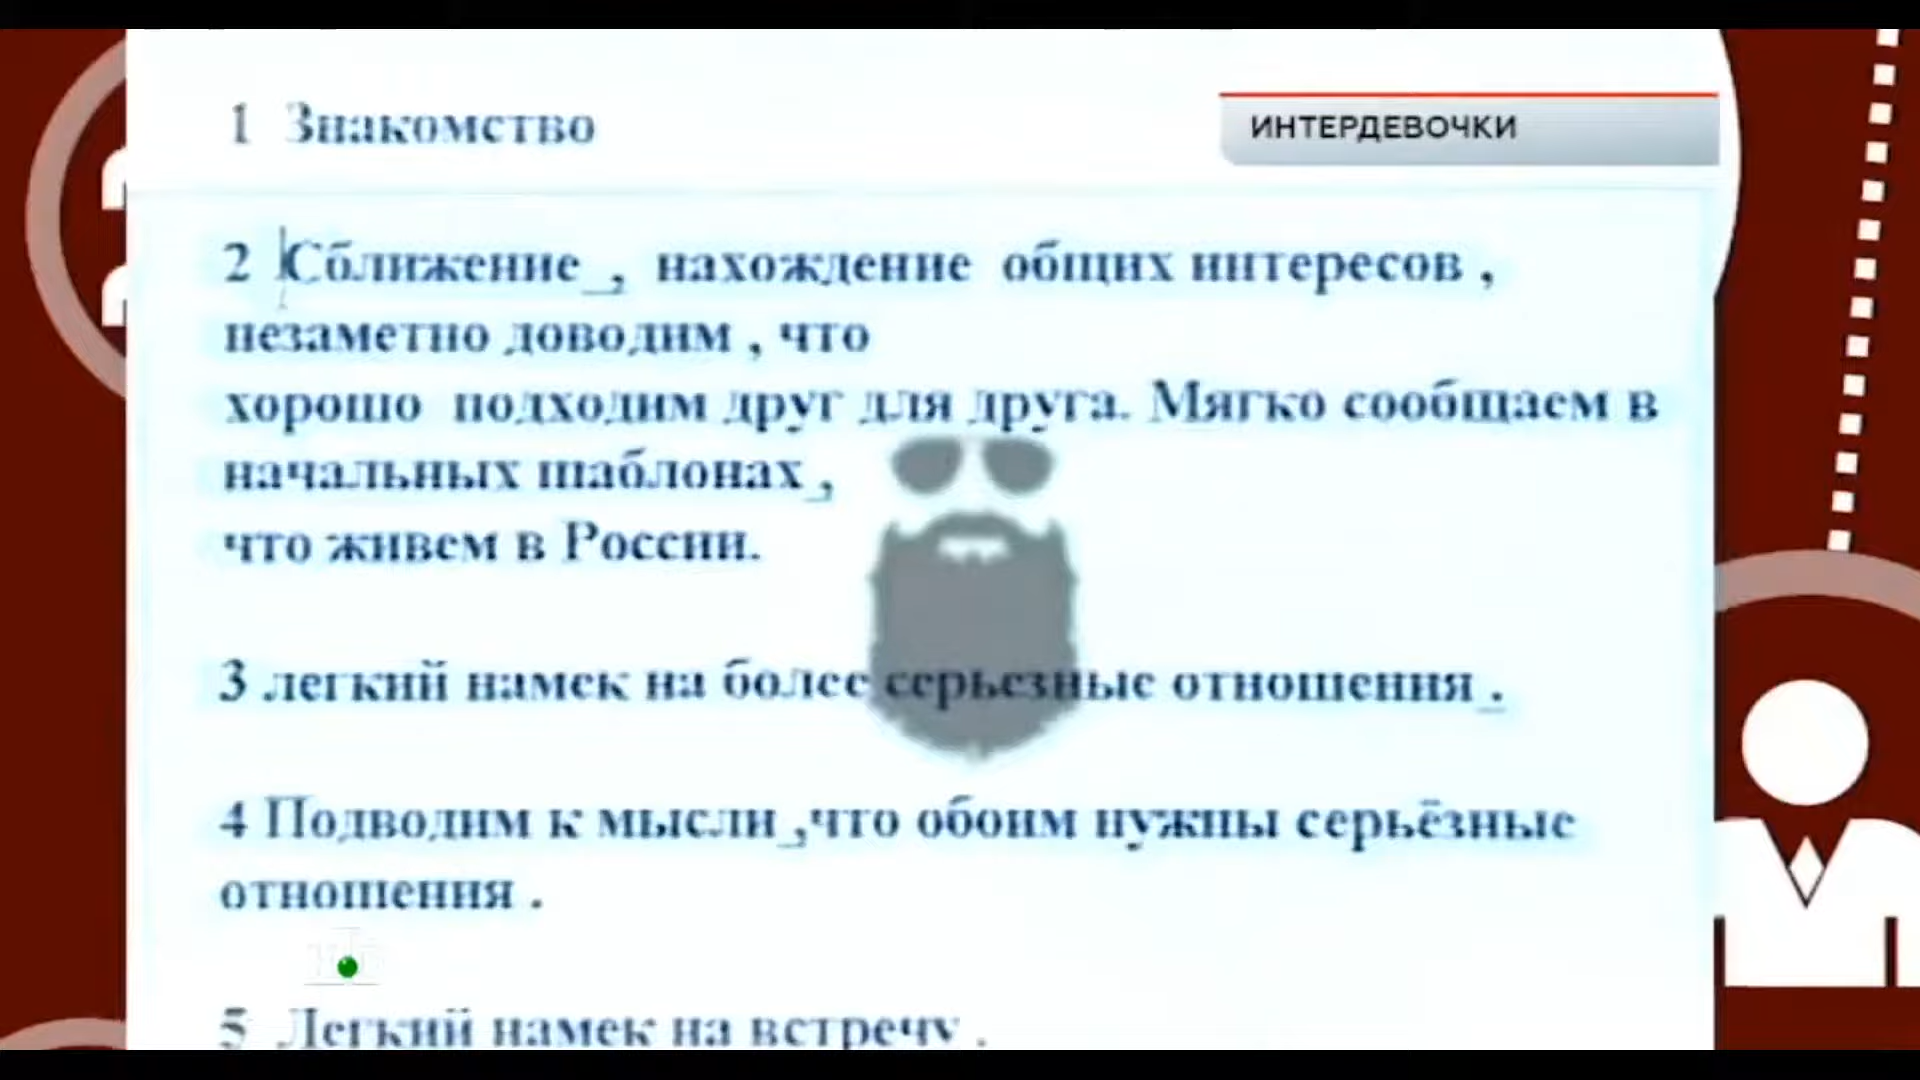 1 Знакомство
ИНТЕРДЕВОЧКИ
2 Сближение , нахождение общих интересов ,
незаметно доводим , что
хорошо подходим друг для друга. Мягко сообщаем в
начальных шаблонах ,
что живем в России.
3 легкий намек на более серьезные отношения .
4 Подводим к мысли ,что обоим нужны серьёзные
отношения .
5 Легкий намек на встречу .